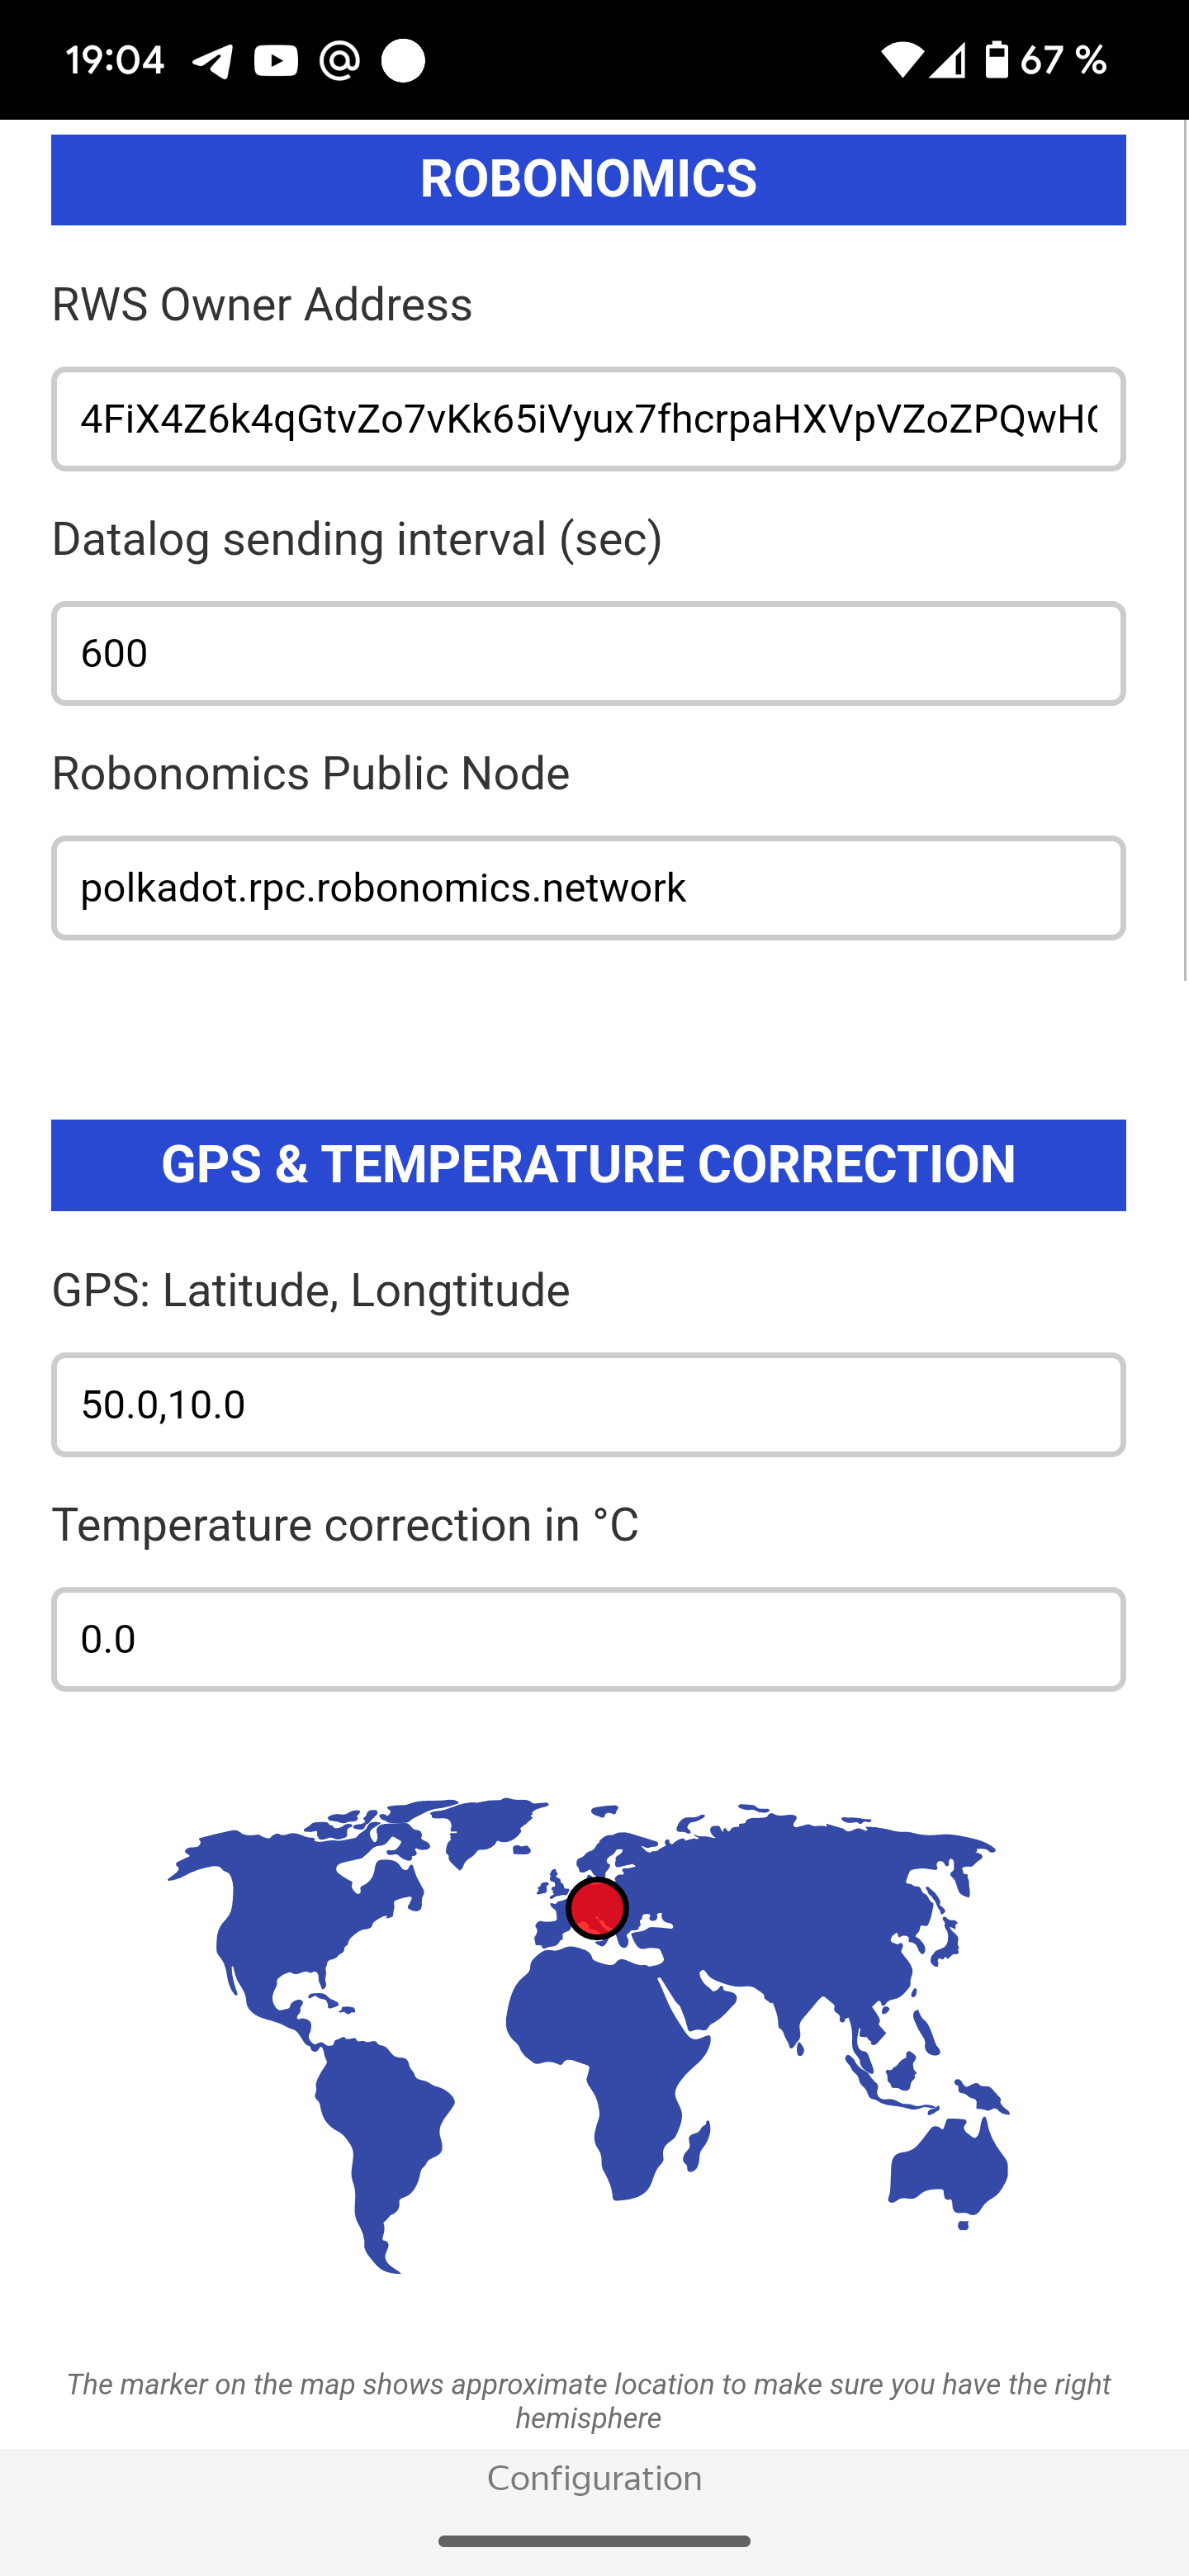 19:04
67 %
ROBONOMICS
RWS Owner Address
4FiX4Z6k4qGtvZo7vKk65iVyux7fhcrpaHXVpVZoZPQwH
Datalog sending interval (sec)
600
Robonomics Public Node
polkadot.rpc.robonomics.network
GPS & TEMPERATURE CORRECTION
GPS: Latitude, Longtitude
50.0,10.0
Temperature correction in °C
0.0
The marker on the map shows approximate location to make sure you have the right
hemisphere
Configuration